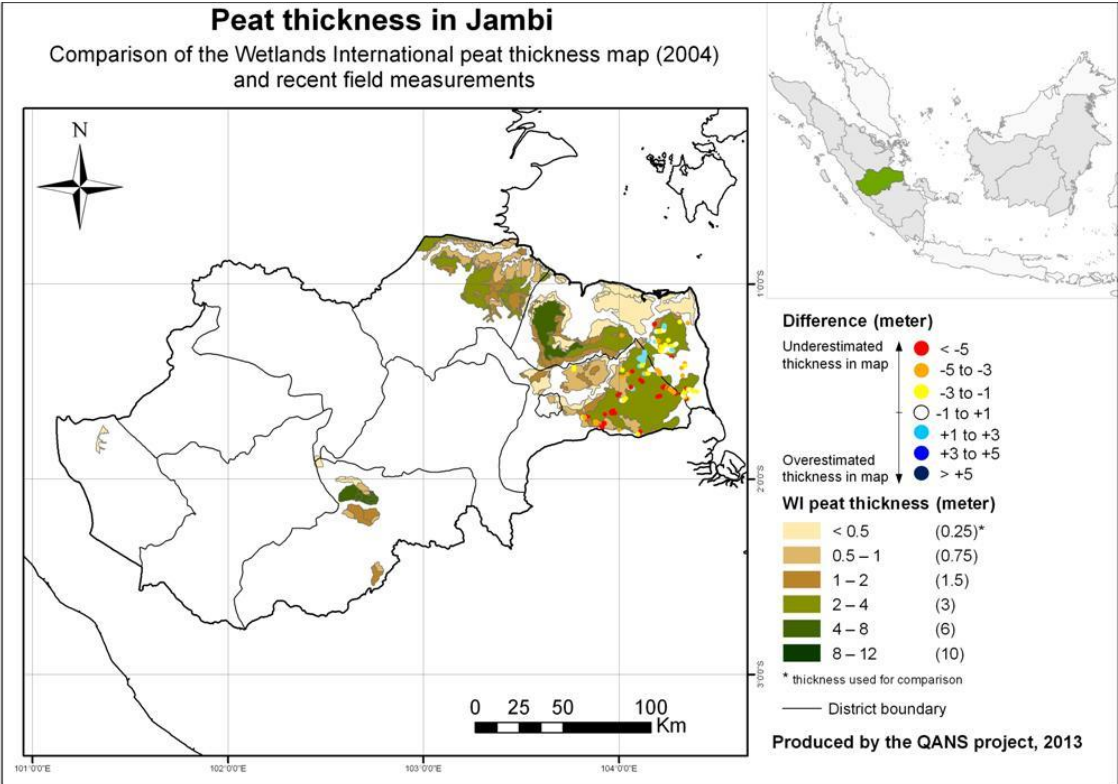 Peat thickness in Jambi
Comparison of the Wetlands International peat thickness map (2004)
and recent field measurements
N
1°0'0"S
2°0'0"S
3°0'0"S
101°0'0"E
102°0'0"E
103°0'0"E
104°0'0"E
0 25 50 100
Km
Difference (meter)
Underestimated
thickness in map
< -5
-5 to -3
-3 to -1
-1 to +1
+1 to +3
+3 to +5
> +5
Overestimated
thickness in map
WI peat thickness (meter)
< 0.5 (0.25)*
0.5 – 1 (0.75)
1 – 2 (1.5)
2 – 4 (3)
4 – 8 (6)
8 – 12 (10)
* thickness used for comparison
District boundary
Produced by the QANS project, 2013